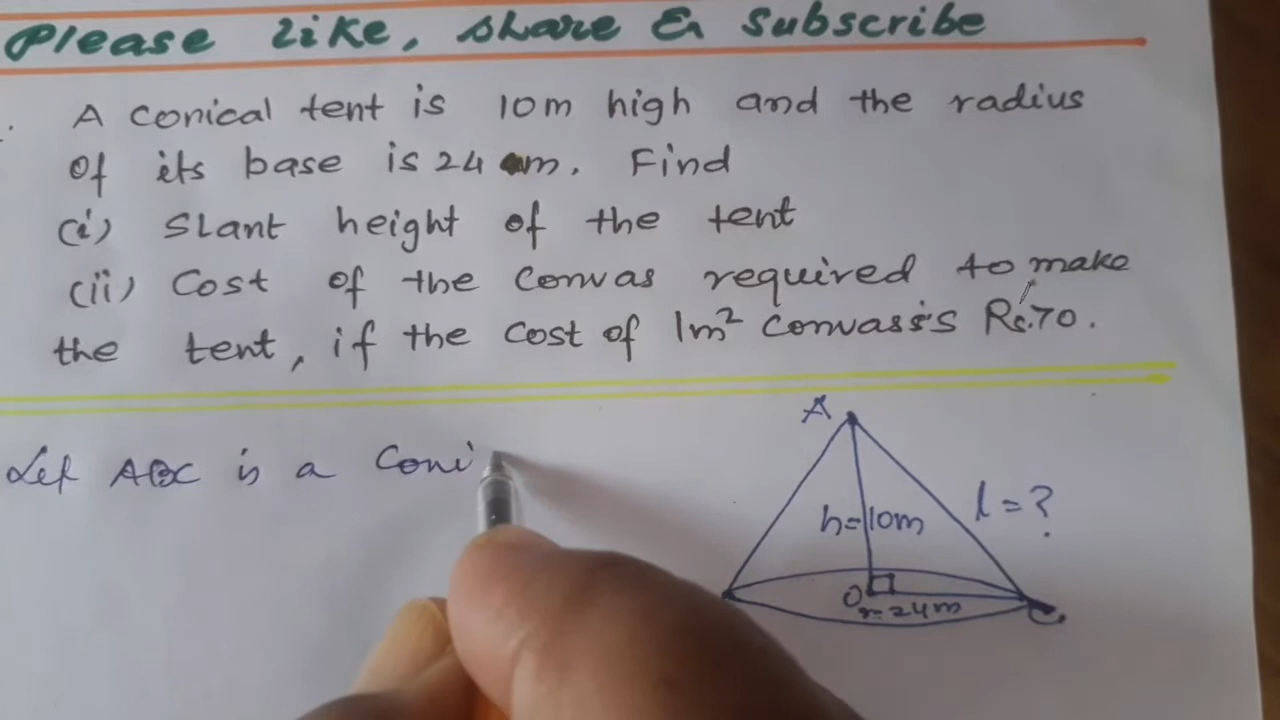 Please Like, Share & Subscribe
A conical tent is 10m high and the radius
of its base is 24 m. Find
(i) Slant height of the tent
(ii) Cost of the Convas required to make
the tent, if the cost of 1m² convas is Rs.70.
Let ABC is a Coni
A
h=10m
l=?
O
r=24m
C